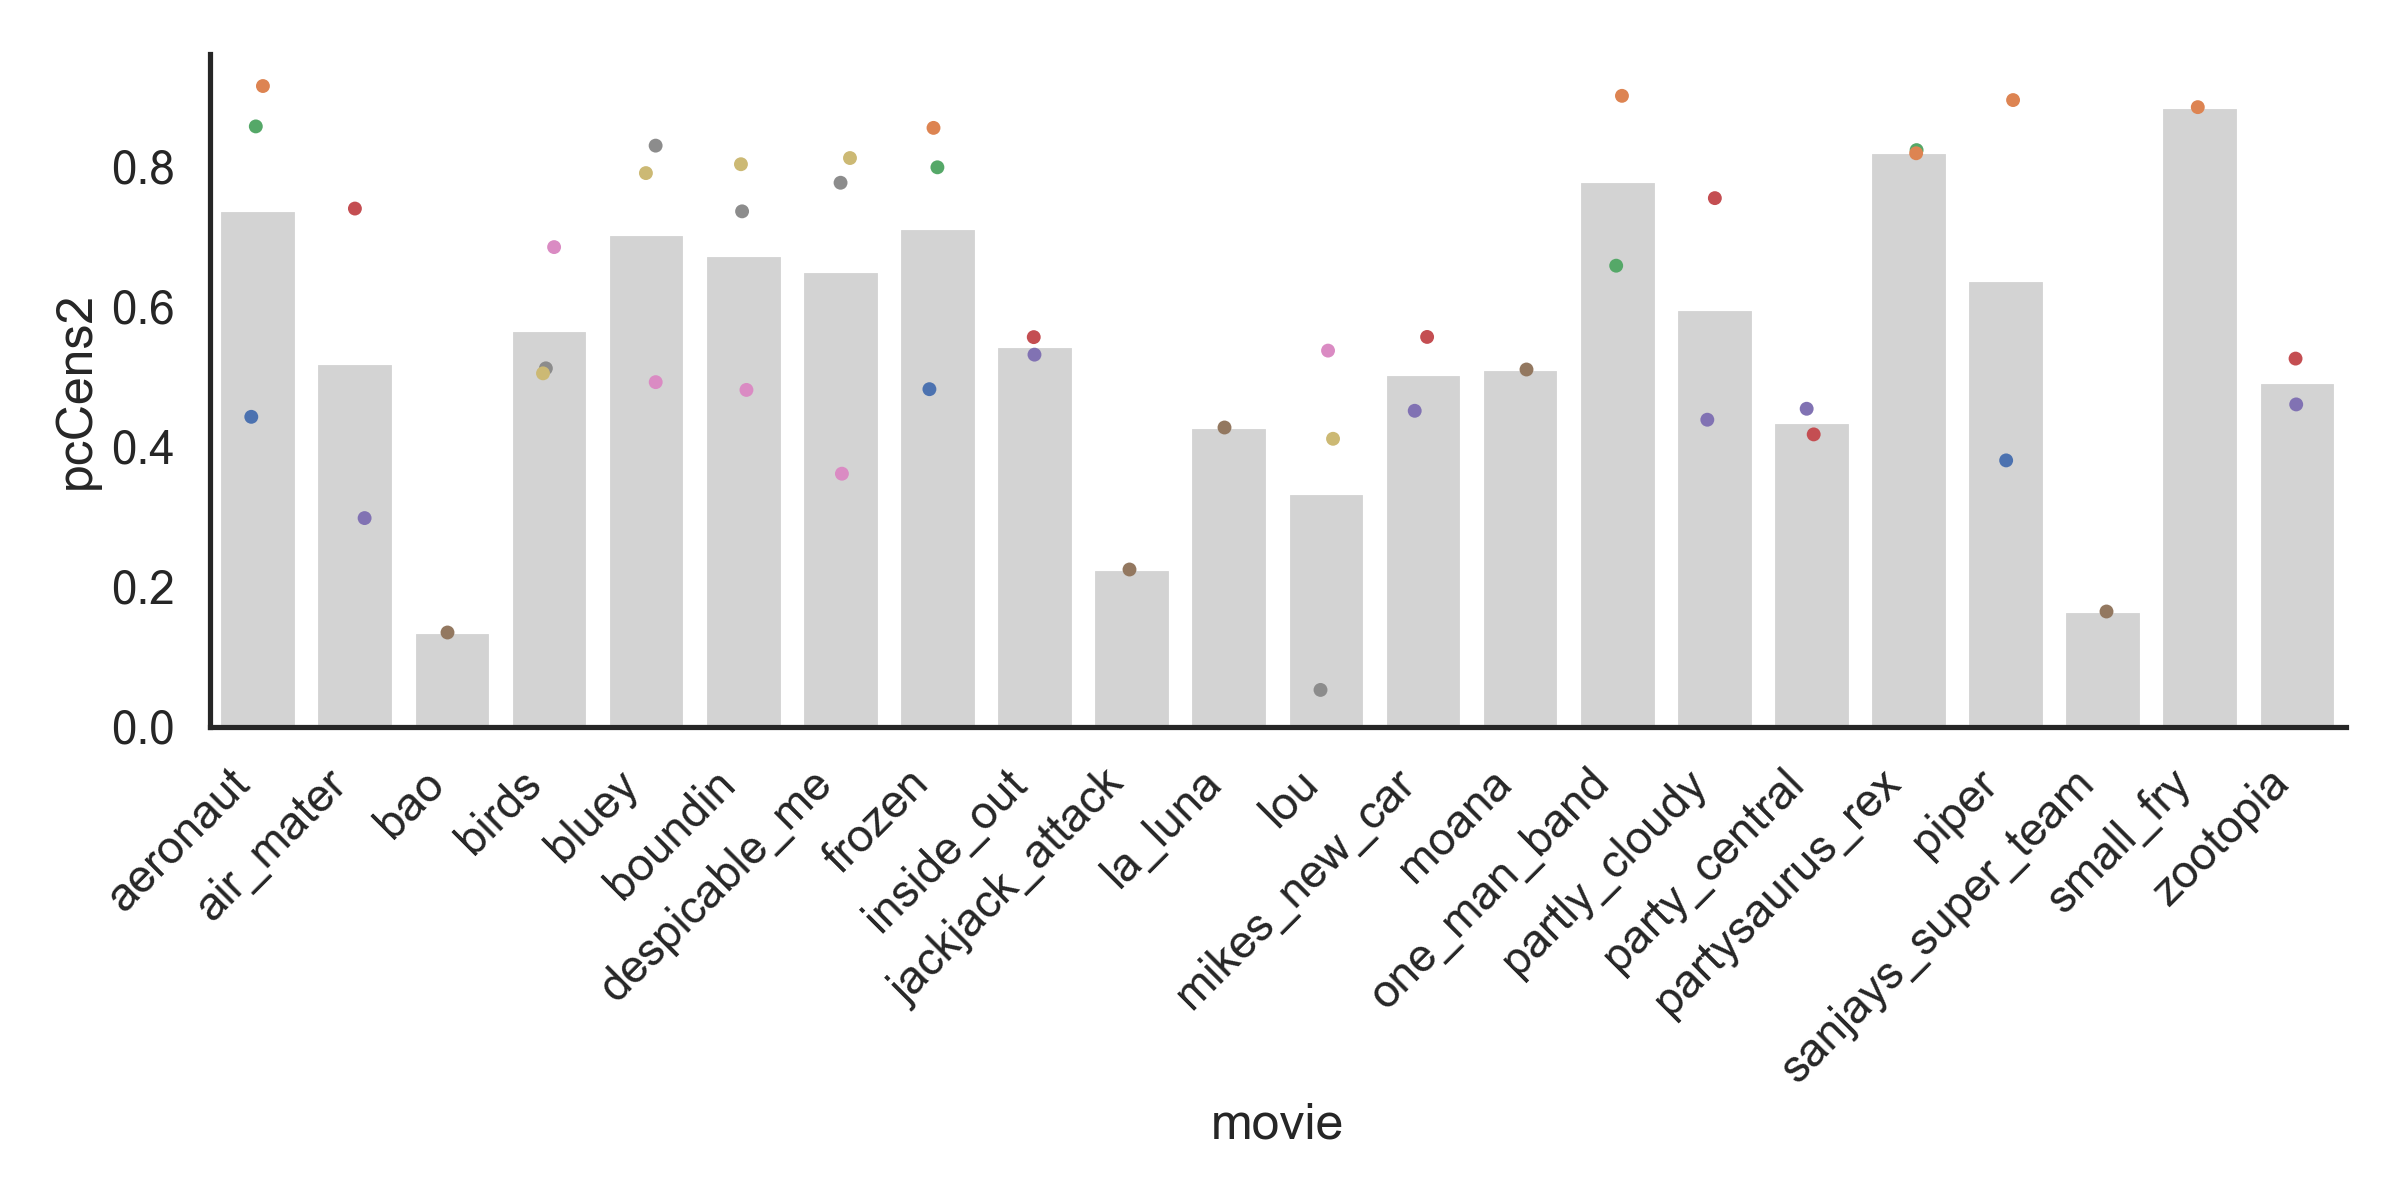 pcCens2
0.8
0.6
0.4
0.2
0.0
aeronaut
air_mater
bao
birds
bluey
boundin
despicable_me
frozen
inside_out
jackjack_attack
la_luna
lou
mikes_new_car
moana
one_man_band
partly_cloudy
party_central
partysaurus_rex
piper
sanjays_super_team
small_fry
zootopia
movie